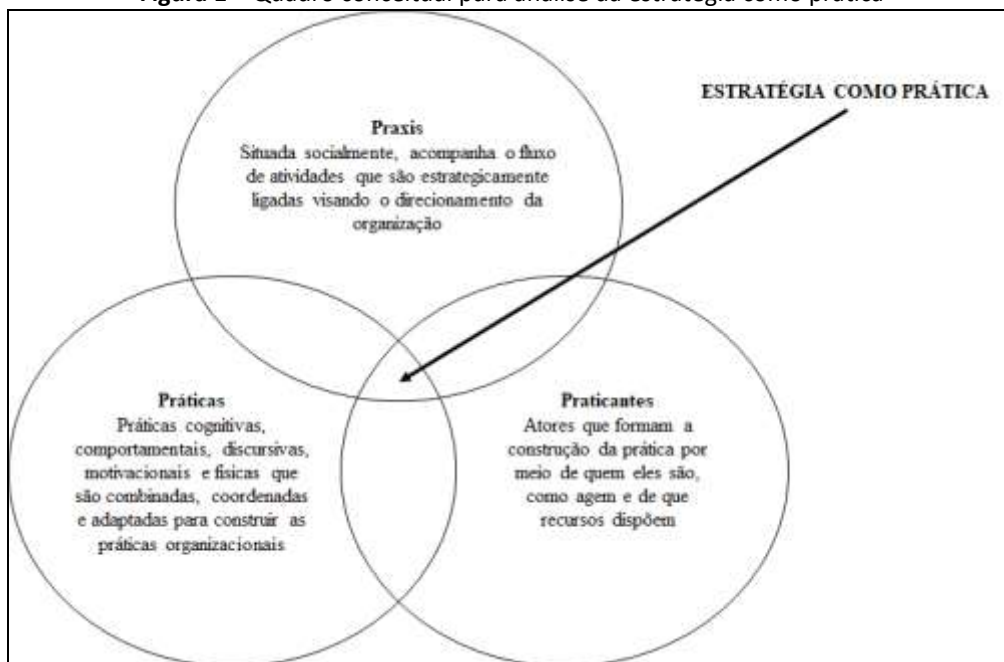 Figura 1 – Quadro conceitual para análise da estratégia como prática
ESTRATÉGIA COMO PRÁTICA
Praxis
Situada socialmente, acompanha o fluxo
de atividades que são estrategicamente
ligadas visando o direcionamento da
organização
Práticas
Práticas cognitivas,
comportamentais, discursivas,
motivacionais e físicas que
são combinadas, coordenadas
e adaptadas para construir as
práticas organizacionais
Praticantes
Atores que formam a
construção da prática por
meio de quem eles são,
como agem e de que
recursos dispõem